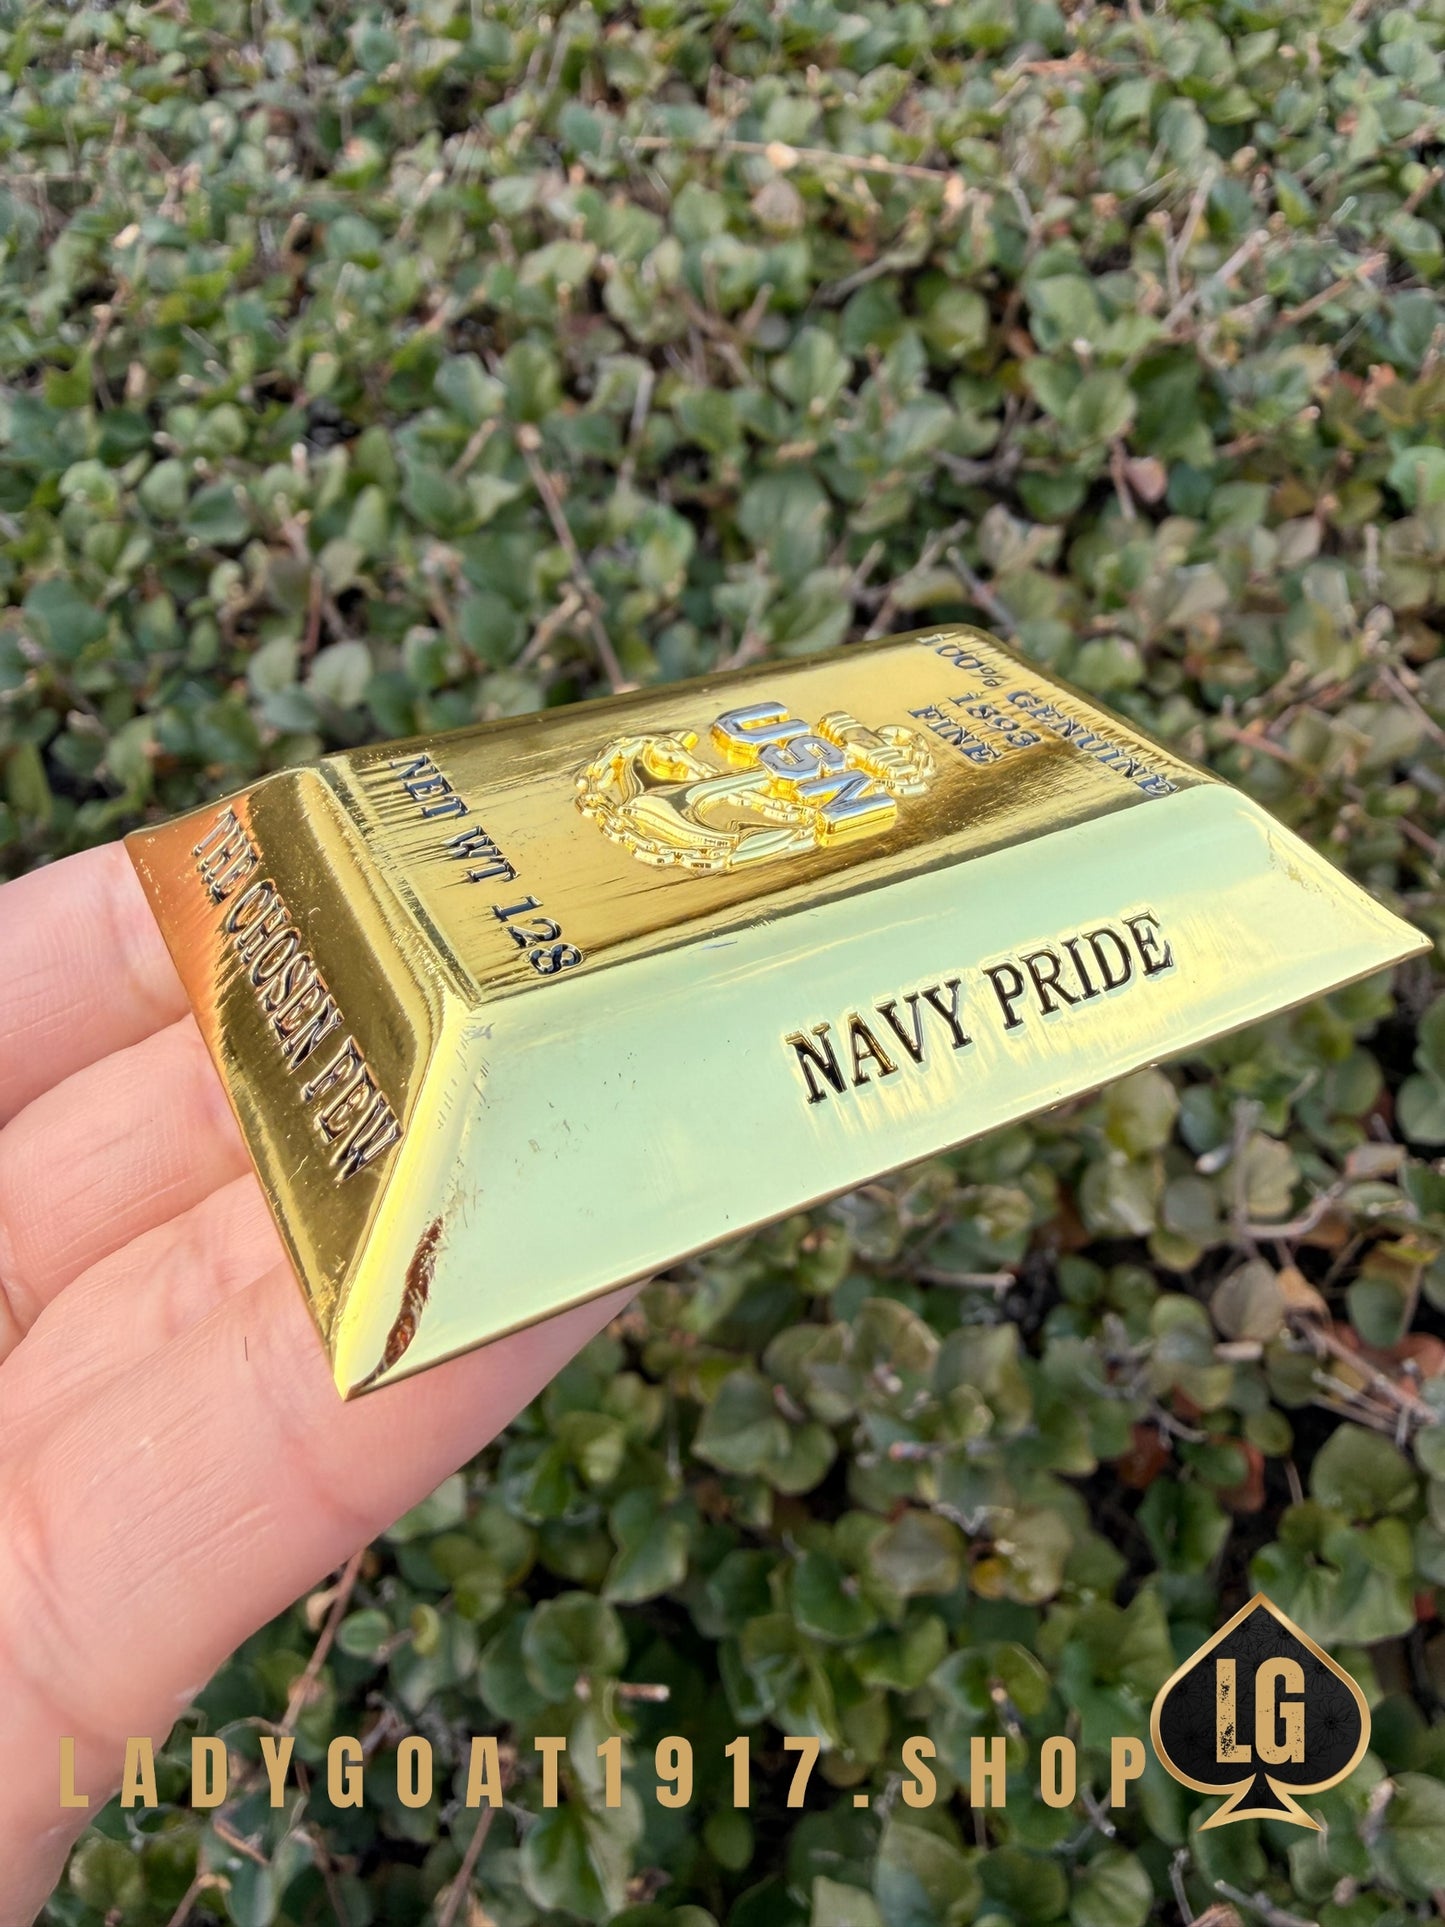 100% GENUINE
1893
FINE
USN
NET WT 128
THE CHOSEN FEW
NAVY PRIDE
LG
LADYGOAT1917.SHOP